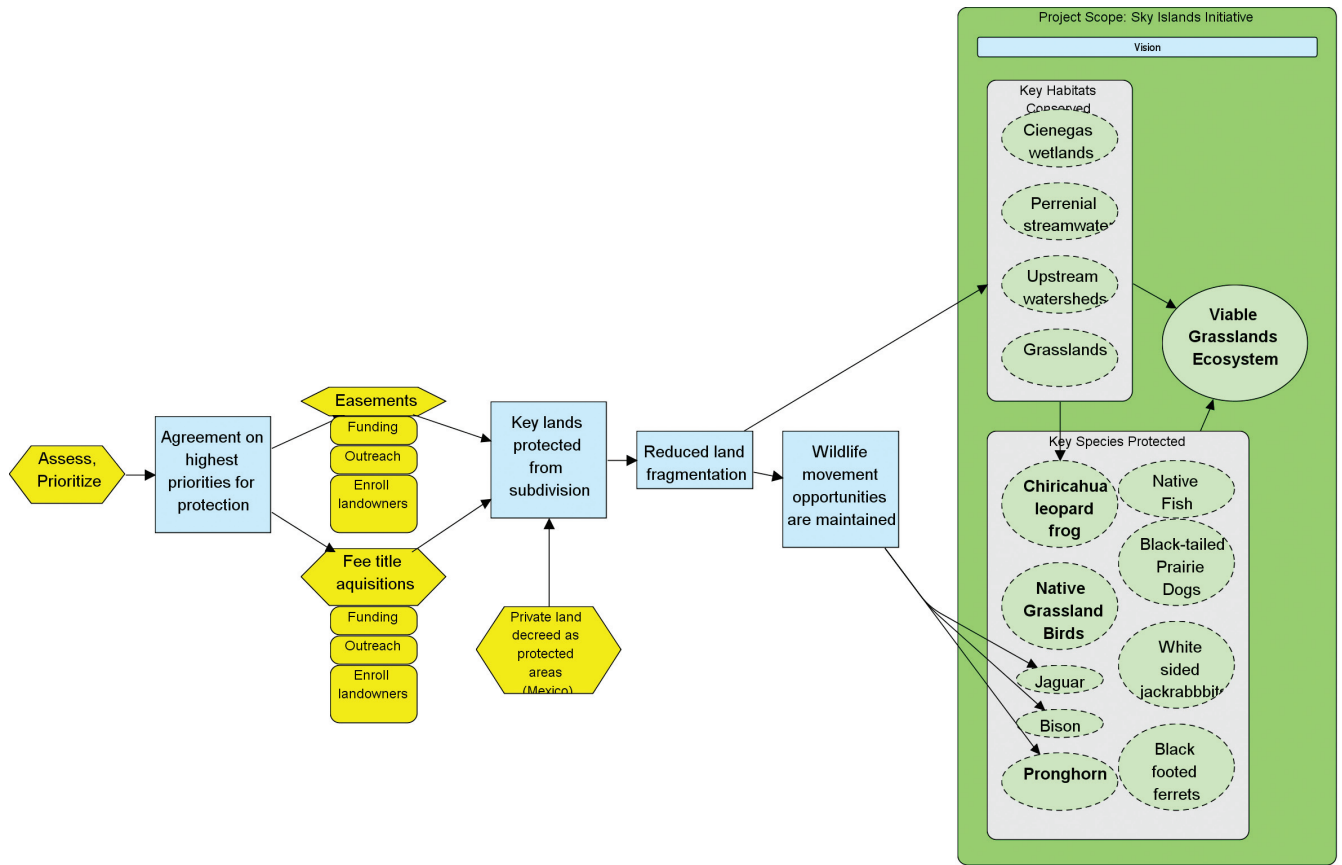 Project Scope: Sky Islands Initiative
Vision
Key Habitats
Conserved
Cienegas
wetlands
Perrenial
streamwate
Upstream
watersheds
Grasslands
Viable
Grasslands
Ecosystem
Assess,
Prioritize
Agreement on
highest
priorities for
protection
Easements
Funding
Outreach
Enroll
landowners
Fee title
aquisitions
Funding
Outreach
Enroll
landowners
Key lands
protected
from
subdivision
Private land
decreed as
protected
areas
(Mexico)
Reduced land
fragmentation
Wildlife
movement
opportunities
are maintained
Key Species Protected
Chiricahua
leopard
frog
Native
Grassland
Birds
Jaguar
Bison
Pronghorn
Native
Fish
Black-tailed
Prairie
Dogs
White
sided
jackrabbbit
Black
footed
ferrets